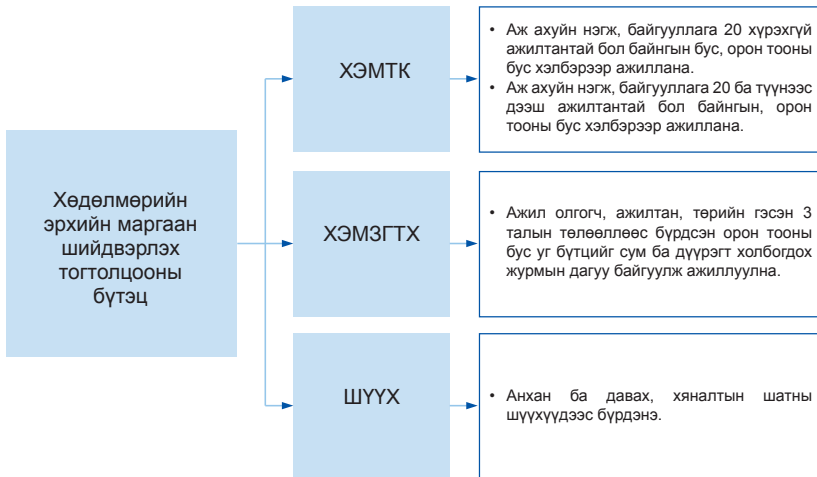 Хөдөлмөрийн
эрхийн маргаан
шийдвэрлэх
тогтолцооны
бүтэц
ХЭМТК
• Аж ахуйн нэгж, байгууллага 20 хүрэхгүй
ажилтантай бол байнгын бус, орон тооны
бус хэлбэрээр ажиллана.
• Аж ахуйн нэгж, байгууллага 20 ба түүнээс
дээш ажилтантай бол байнгын, орон
тооны бус хэлбэрээр ажиллана.
ХЭМЗГТХ
• Ажил олгогч, ажилтан, төрийн гэсэн 3
талын төлөөллөөс бүрдсэн орон тооны
бус уг бүтцийг сум ба дүүрэгт холбогдох
журмын дагуу байгуулж ажиллуулна.
ШҮҮХ
• Анхан ба давах, хяналтын шатны
шүүхүүдээс бүрдэнэ.